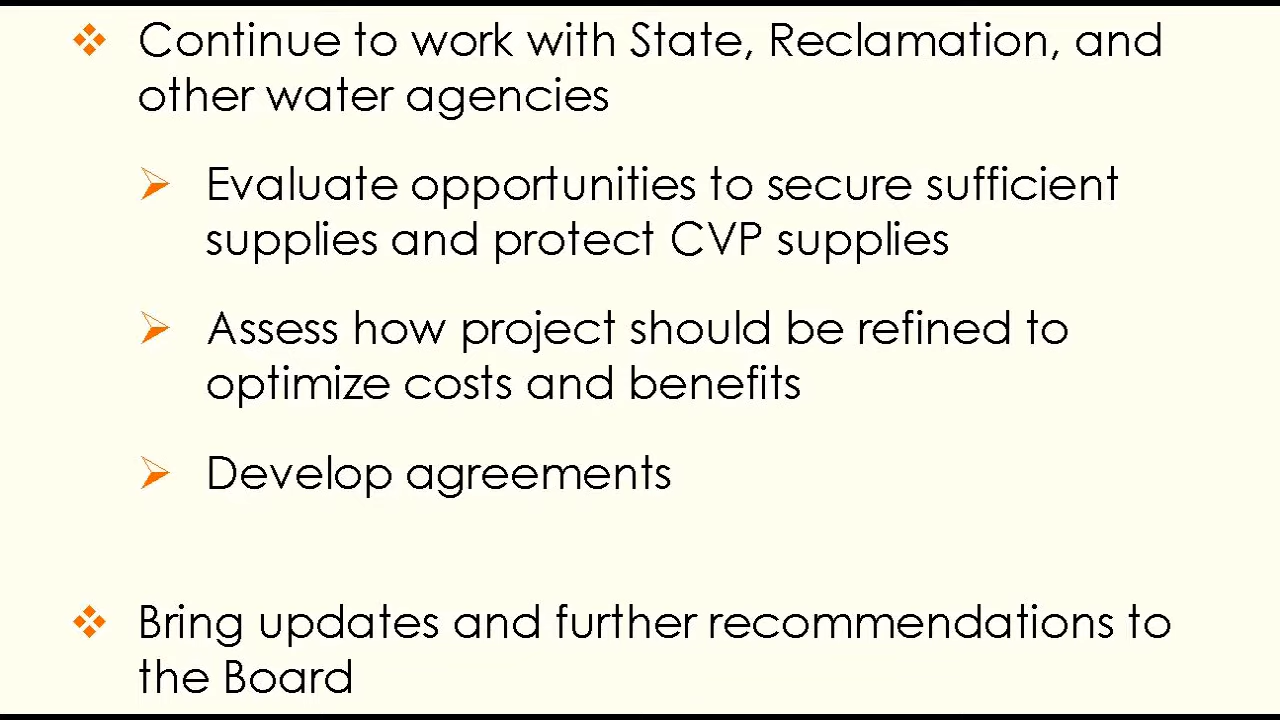 Continue to work with State, Reclamation, and
other water agencies
Evaluate opportunities to secure sufficient
supplies and protect CVP supplies
Assess how project should be refined to
optimize costs and benefits
Develop agreements
Bring updates and further recommendations to
the Board